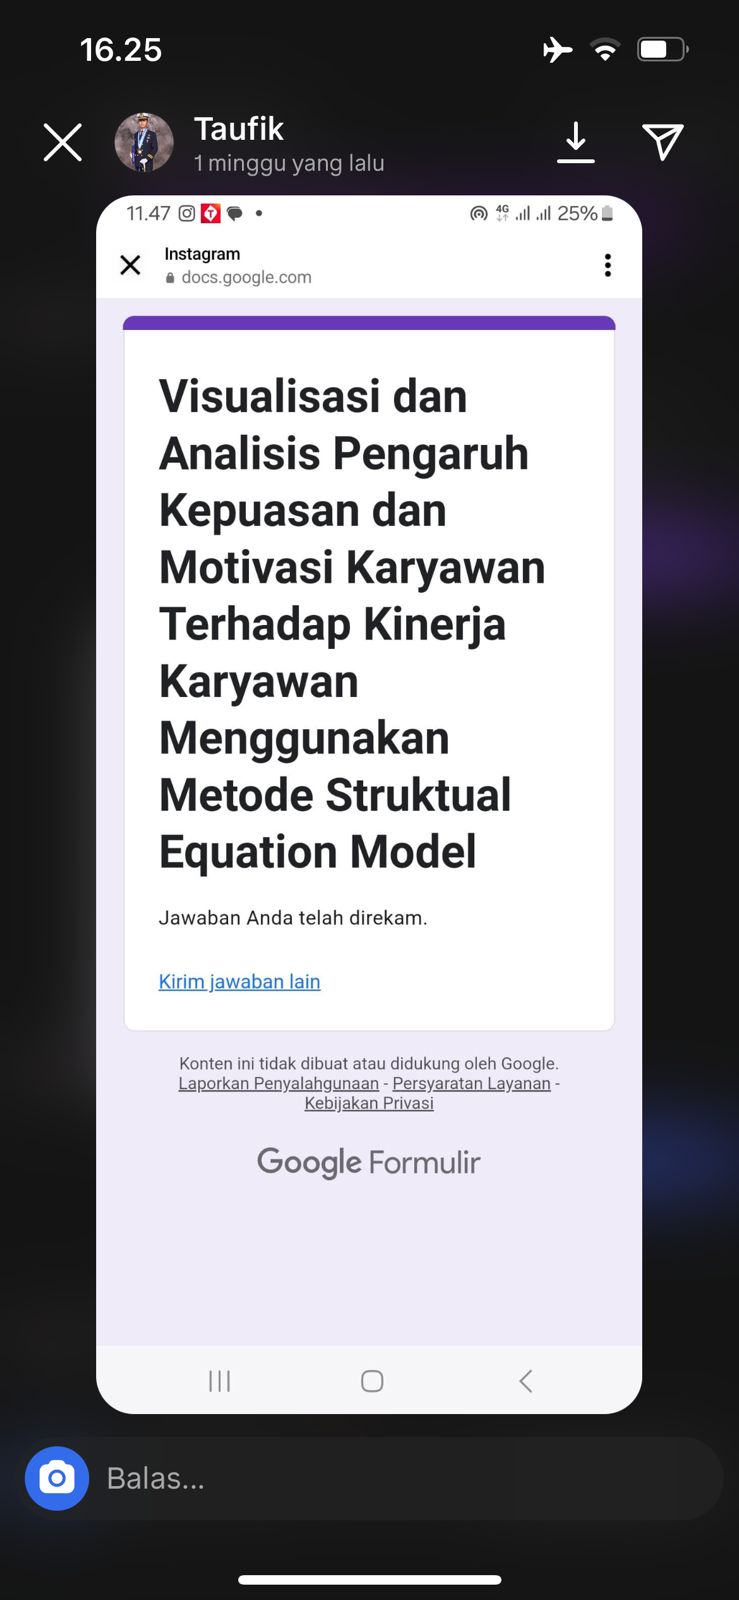 16.25
Taufik
1 minggu yang lalu
11.47 4G 25%
Instagram
docs.google.com
Visualisasi dan
Analisis Pengaruh
Kepuasan dan
Motivasi Karyawan
Terhadap Kinerja
Karyawan
Menggunakan
Metode Struktual
Equation Model
Jawaban Anda telah direkam.
Kirim jawaban lain
Konten ini tidak dibuat atau didukung oleh Google.
Laporkan Penyalahgunaan - Persyaratan Layanan -
Kebijakan Privasi
Google Formulir
Balas...